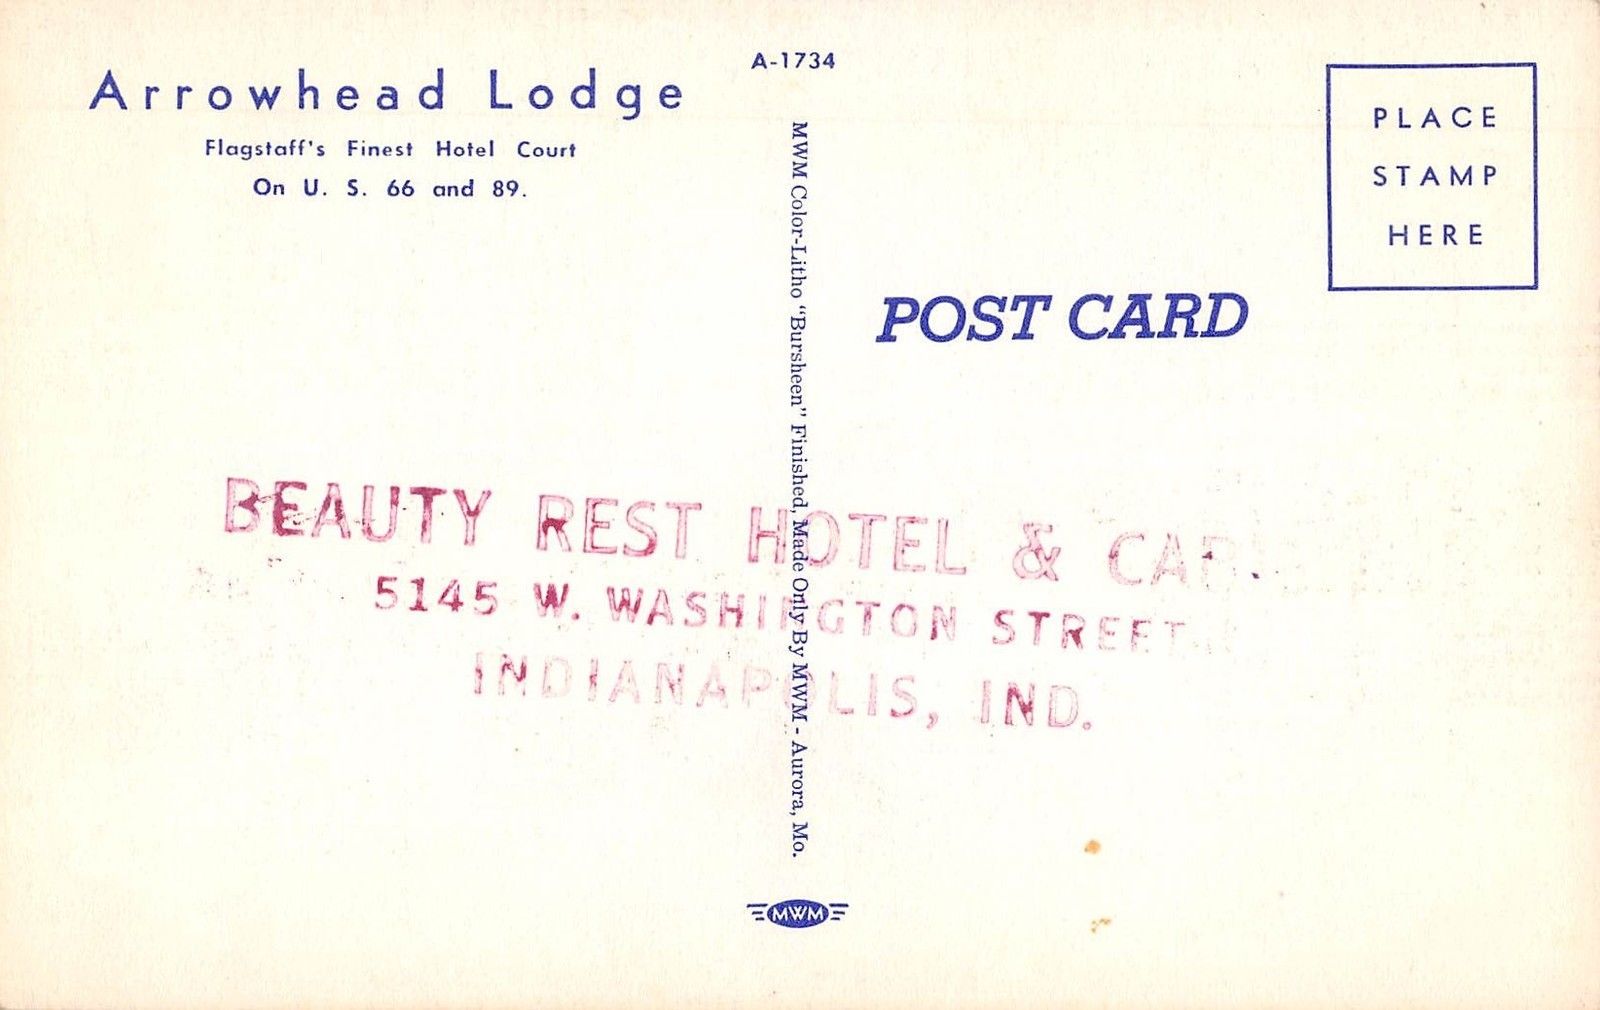 A-1734
Arrowhead Lodge
Flagstaff's Finest Hotel Court
On U. S. 66 and 89.
MWM Color-Litho "Bursheen" Finished, Made Only By MWM - Aurora, Mo.
PLACE
STAMP
HERE
POST CARD
BEAUTY REST HOTEL &
5145 W. WASHINGTON STREET
INDIANAPOLIS, IND.
MWM